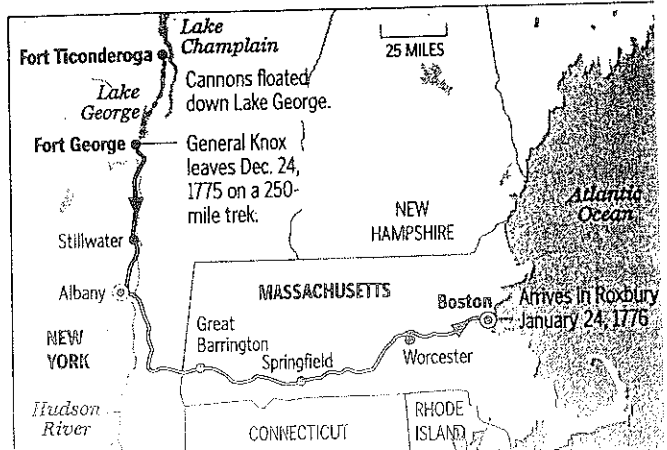 Lake
Champlain
Fort Ticonderoga
25 MILES
Cannons floated
down Lake George.
Lake
George
Fort George
General Knox
leaves Dec. 24,
1775 on a 250-
mile trek.
Atlantic
Ocean
NEW
HAMPSHIRE
Stillwater
Albany
MASSACHUSETTS
Boston
Arrives in Roxbury
January 24, 1776
Great
Barrington
Springfield
Worcester
NEW
YORK
Hudson
River
CONNECTICUT
RHODE
ISLAND